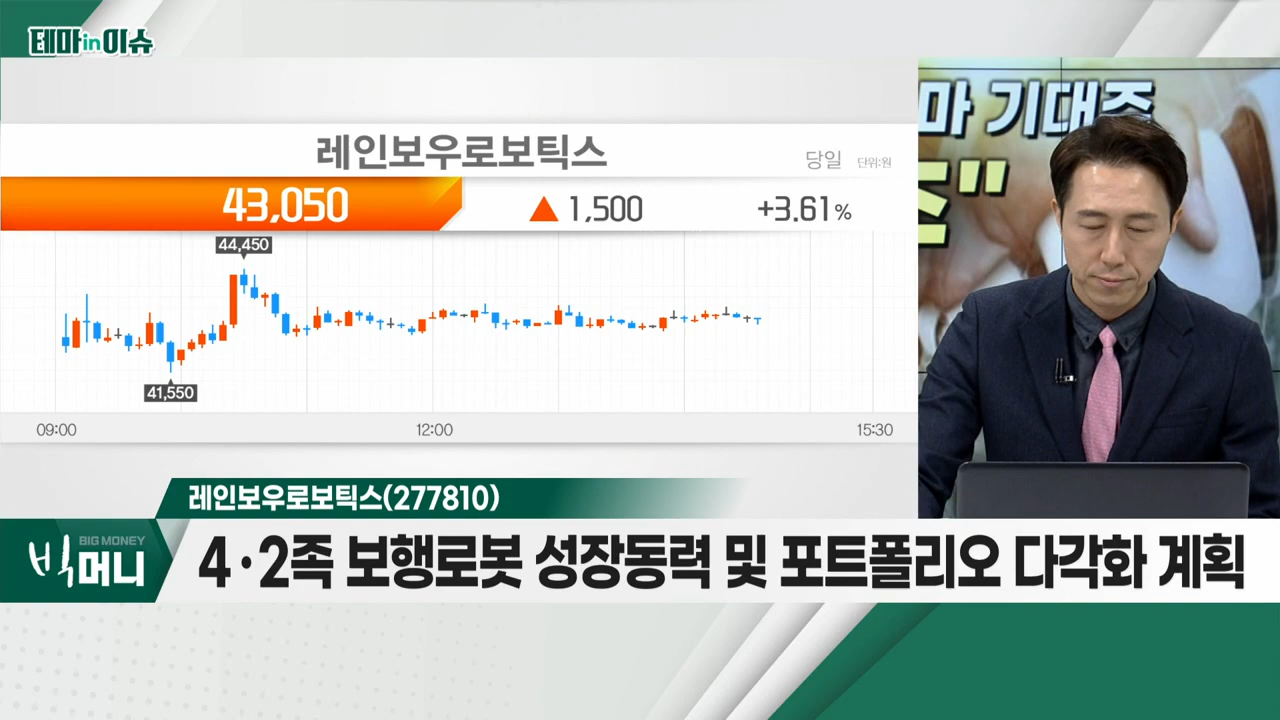 테마in이슈
마 기대주
즈"
레인보우로보틱스
당일 단위:원
43,050 ▲ 1,500 +3.61%
44,450
41,550
09:00 12:00 15:30
레인보우로보틱스(277810)
BIG MONEY
빅머니
4·2족 보행로봇 성장동력 및 포트폴리오 다각화 계획